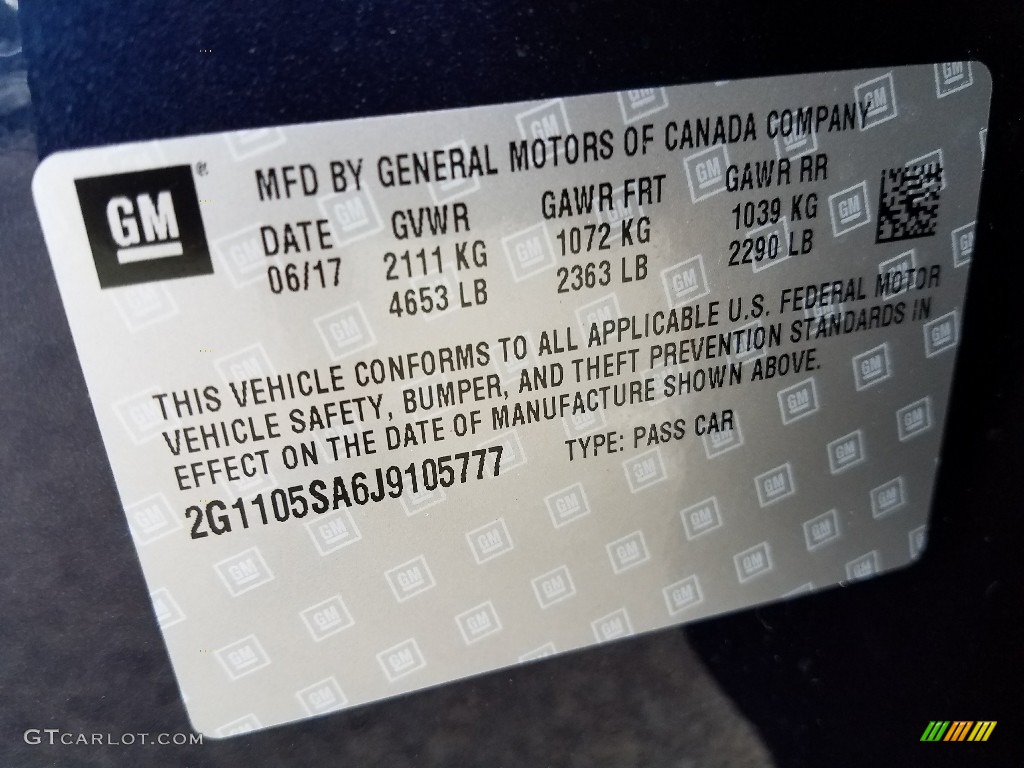 GM ®
MFD BY GENERAL MOTORS OF CANADA COMPANY
DATE GVWR GAWR FRT GAWR RR
06/17 2111 KG 1072 KG 1039 KG
4653 LB 2363 LB 2290 LB
THIS VEHICLE CONFORMS TO ALL APPLICABLE U.S. FEDERAL MOTOR
VEHICLE SAFETY, BUMPER, AND THEFT PREVENTION STANDARDS IN
EFFECT ON THE DATE OF MANUFACTURE SHOWN ABOVE.
2G1105SA6J9105777 TYPE: PASS CAR
GTCARLOT.COM